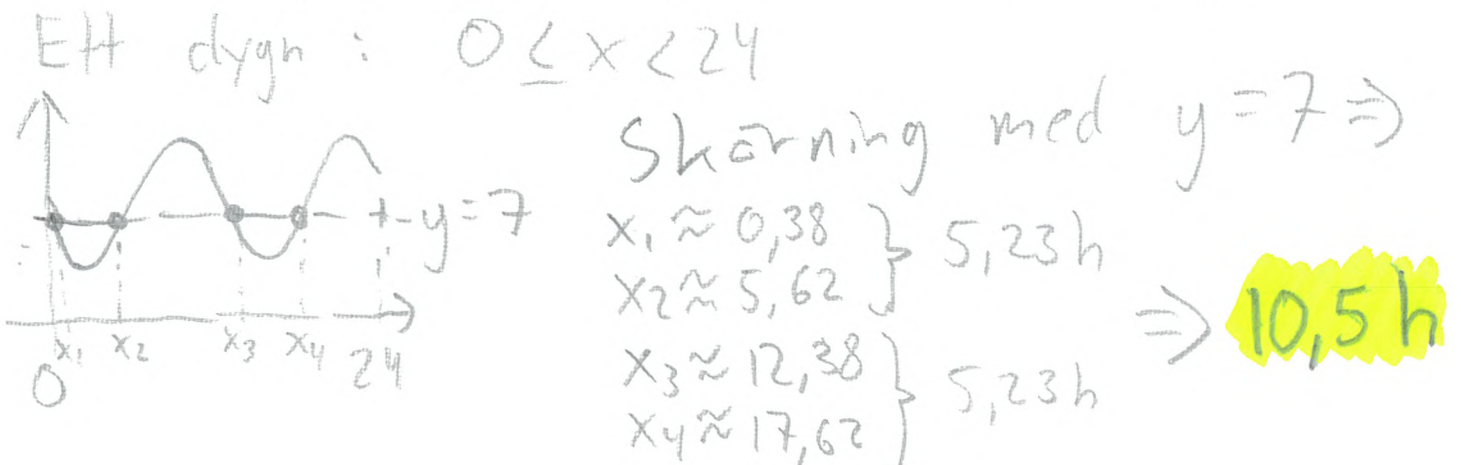 Ett dygn : 0 ≤ x < 24
Skärning med y = 7 ⇒
y = 7
x₁ ≈ 0,38
x₂ ≈ 5,62
} 5,23 h
x₃ ≈ 12,38
x₄ ≈ 17,62
} 5,23 h
⇒ 10,5 h
0 x₁ x₂ x₃ x₄ 24